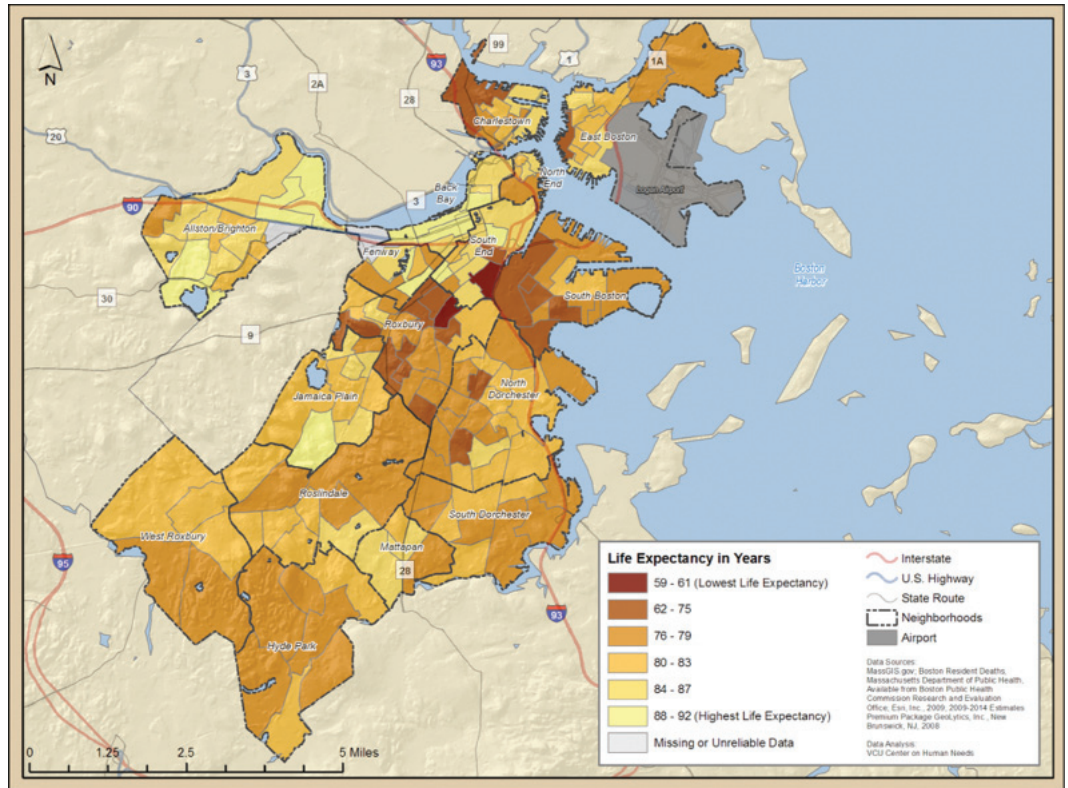 N
99
1
1A
93
3
2A
28
20
Charlestown
East Boston
Logan Airport
North
End
Back
Bay
3
90
Allston/Brighton
Fenway
South
End
Boston
Harbor
30
9
South Boston
Roxbury
Jamaica Plain
North
Dorchester
Roslindale
West Roxbury
South Dorchester
Mattapan
28
95
93
Hyde Park
0 1.25 2.5 5 Miles
Life Expectancy in Years
59 - 61 (Lowest Life Expectancy)
62 - 75
76 - 79
80 - 83
84 - 87
88 - 92 (Highest Life Expectancy)
Missing or Unreliable Data
Interstate
U.S. Highway
State Route
Neighborhoods
Airport
Data Sources:
MassGIS.gov; Boston Resident Deaths,
Massachusetts Department of Public Health,
Available from Boston Public Health
Commission Research and Evaluation
Office; Esri, Inc., 2009; 2009-2014 Estimates
Premium Package GeoLytics, Inc., New
Brunswick, NJ, 2008
Data Analysis:
VCU Center on Human Needs